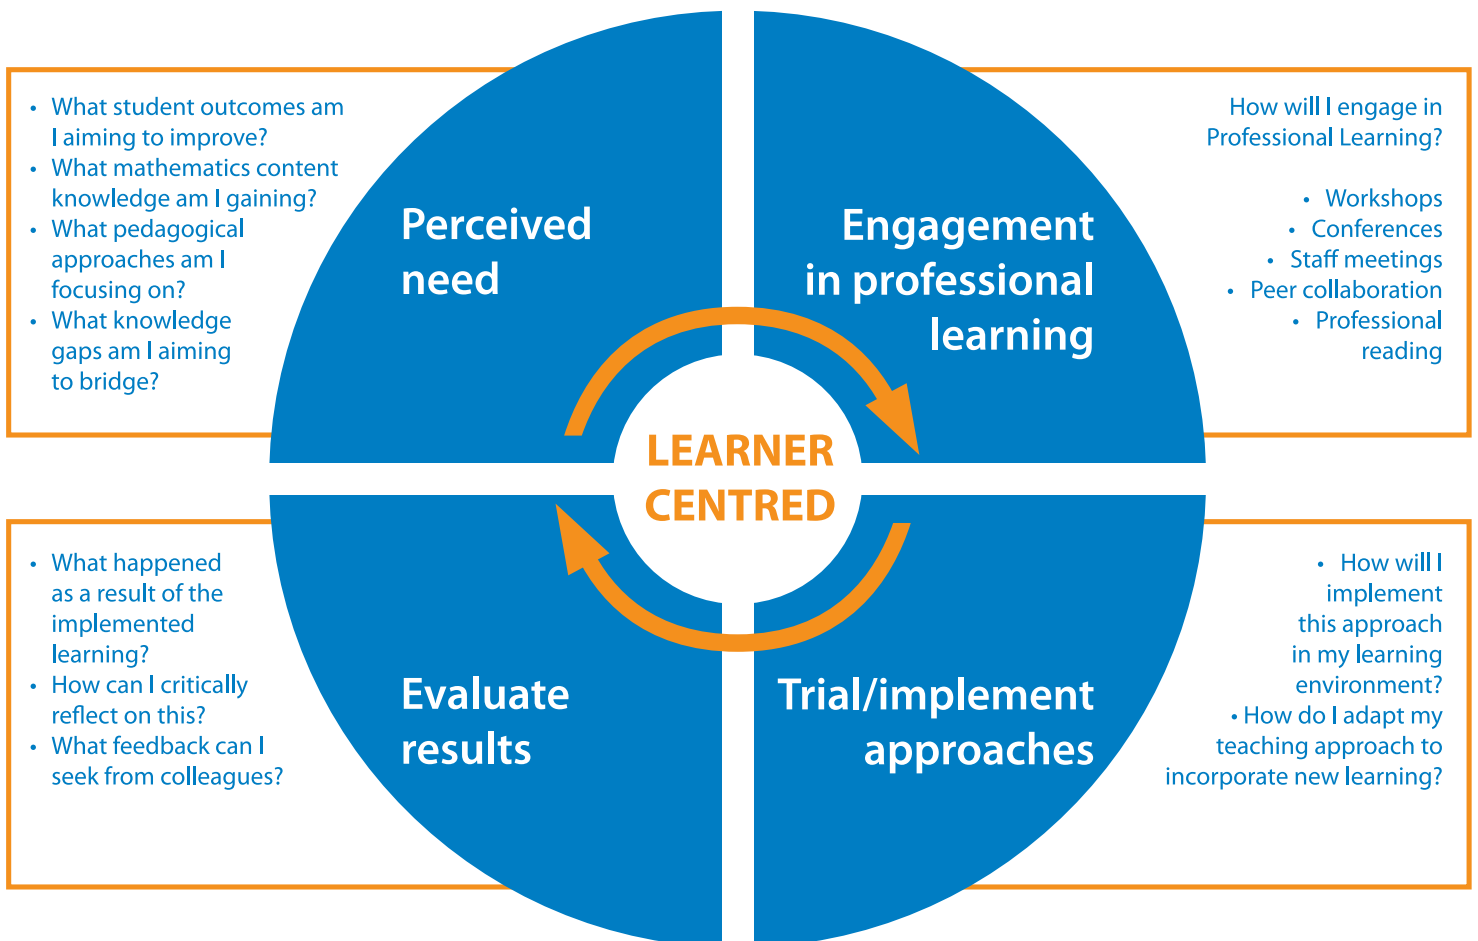 • What student outcomes am
I aiming to improve?
• What mathematics content
knowledge am I gaining?
• What pedagogical
approaches am I
focusing on?
• What knowledge
gaps am I aiming
to bridge?
Perceived
need
Engagement
in professional
learning
How will I engage in
Professional Learning?
• Workshops
• Conferences
• Staff meetings
• Peer collaboration
• Professional
reading
LEARNER
CENTRED
• What happened
as a result of the
implemented
learning?
• How can I critically
reflect on this?
• What feedback can I
seek from colleagues?
Evaluate
results
Trial/implement
approaches
• How will I
implement
this approach
in my learning
environment?
• How do I adapt my
teaching approach to
incorporate new learning?